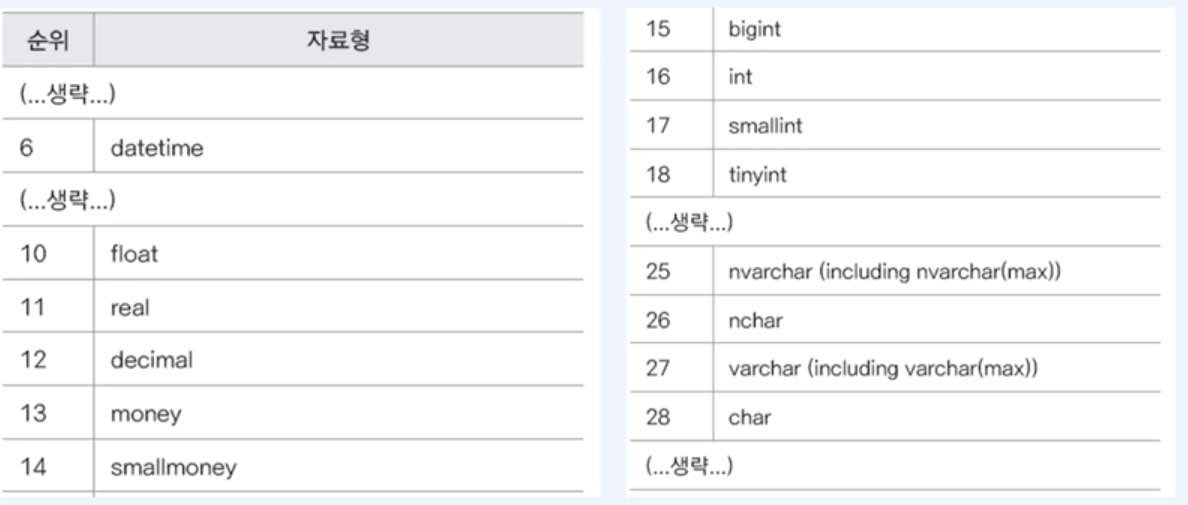 순위 자료형
(...생략...)
6 datetime
(...생략...)
10 float
11 real
12 decimal
13 money
14 smallmoney
15 bigint
16 int
17 smallint
18 tinyint
(...생략...)
25 nvarchar (including nvarchar(max))
26 nchar
27 varchar (including varchar(max))
28 char
(...생략...)